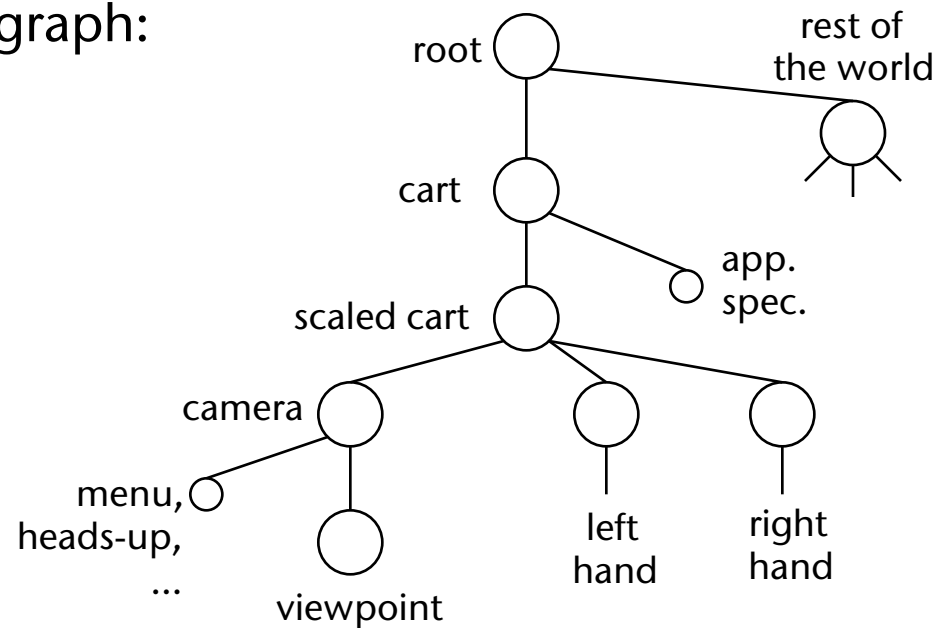 graph:
root
rest of
the world
cart
app.
spec.
scaled cart
camera
menu,
heads-up,
...
viewpoint
left
hand
right
hand